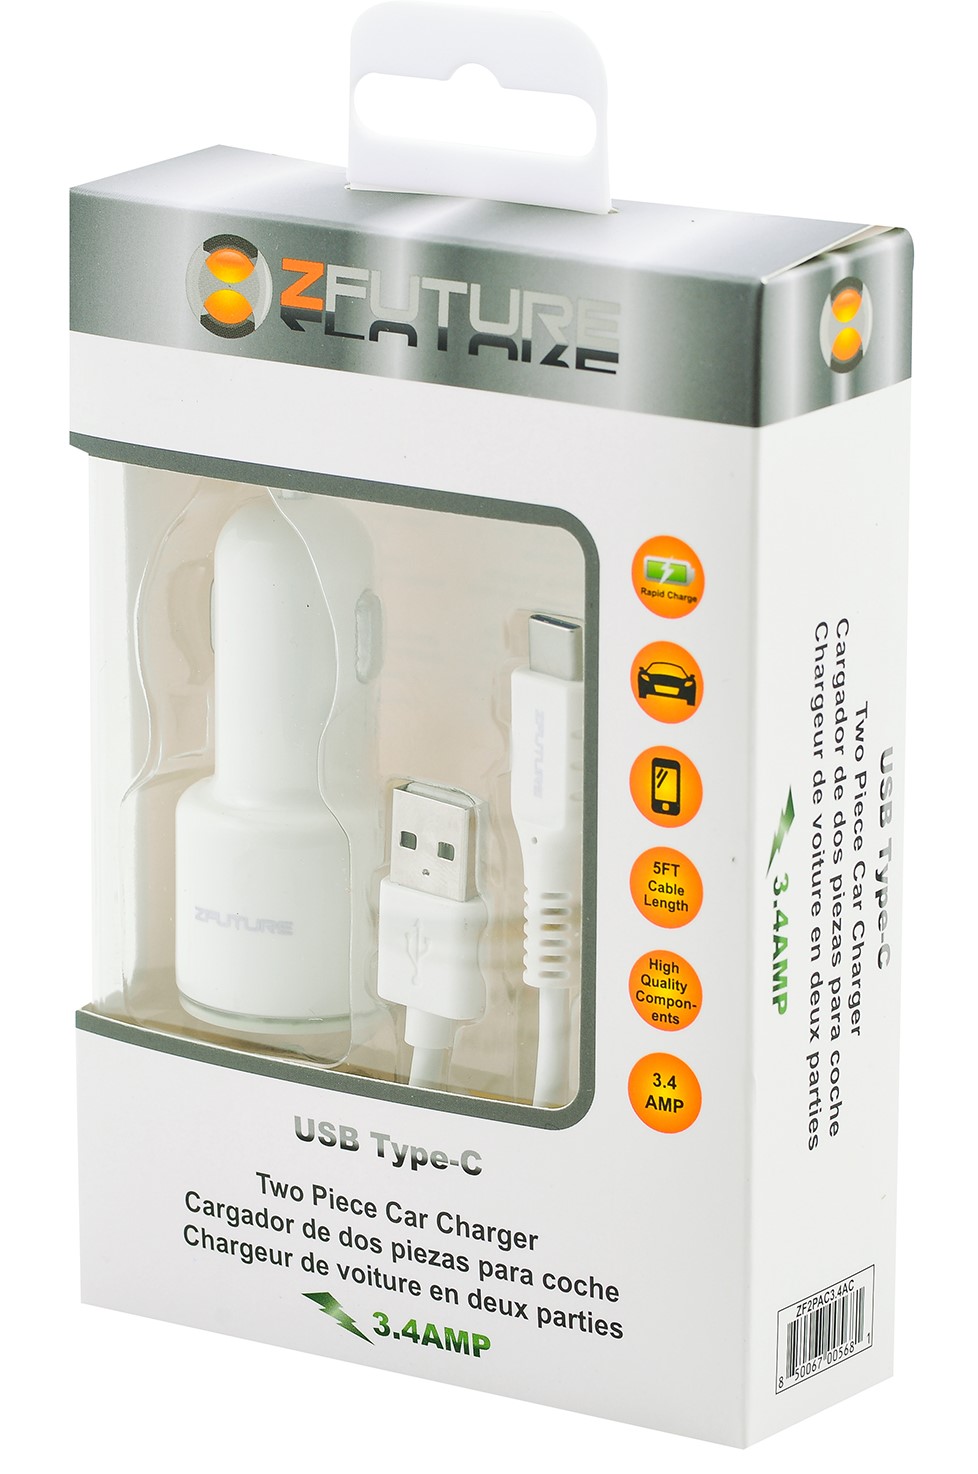 ZFUTURE
Rapid Charge
5FT
Cable
Length
High
Quality
Compon-
ents
3.4
AMP
ZFUTURE
ZFUTURE
USB Type-C
Two Piece Car Charger
Cargador de dos piezas para coche
Chargeur de voiture en deux parties
3.4AMP
USB Type-C
Two Piece Car Charger
Cargador de dos piezas para coche
Chargeur de voiture en deux parties
3.4AMP
ZF2PAC3.4AC
8 50067 00568 1